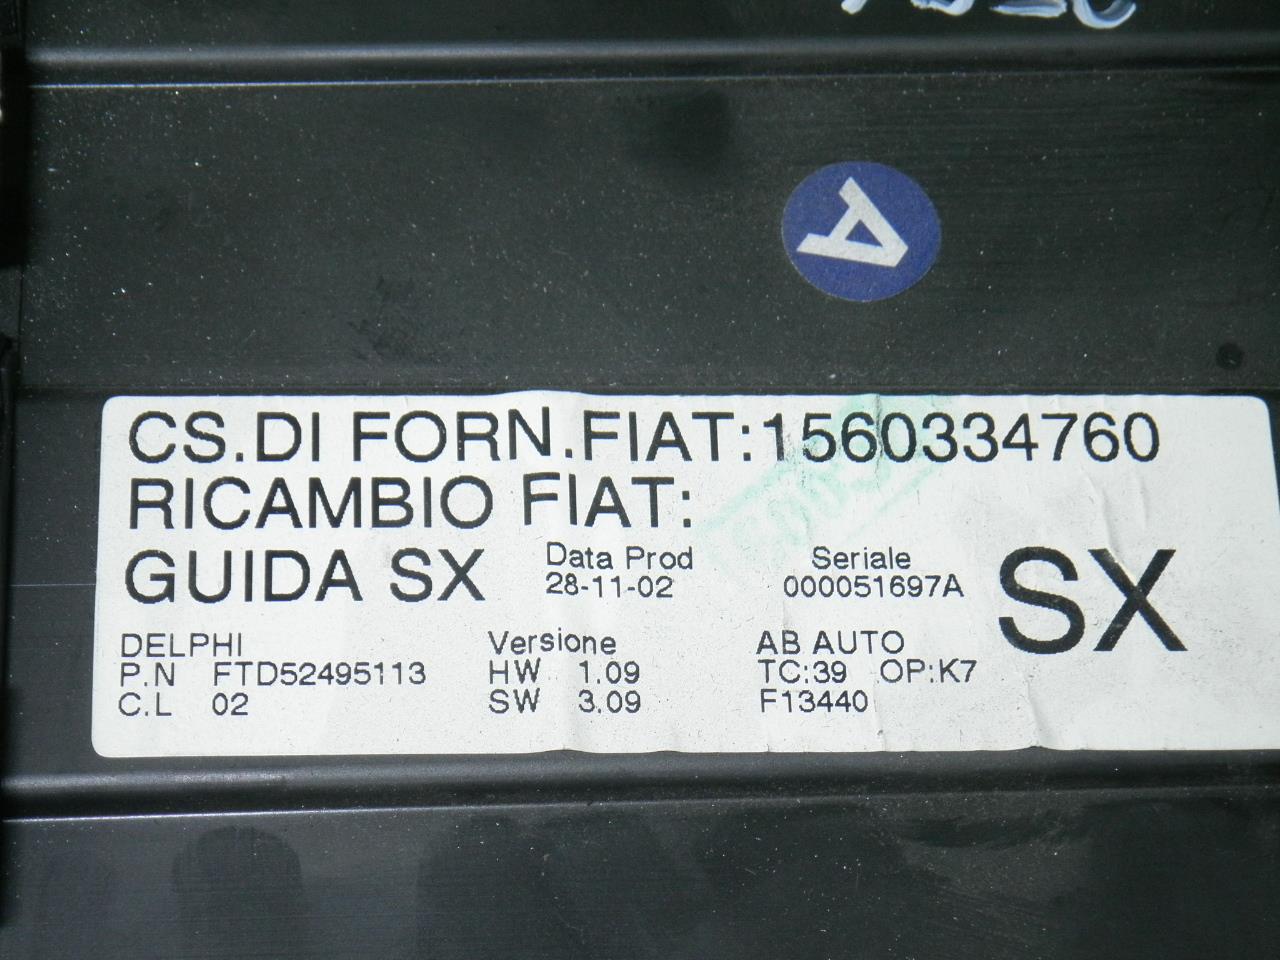 A
CS.DI FORN.FIAT:1560334760
RICAMBIO FIAT:
GUIDA SX Data Prod Seriale SX
28-11-02 000051697A
DELPHI Versione AB AUTO
P.N FTD52495113 HW 1.09 TC:39 OP:K7
C.L 02 SW 3.09 F13440